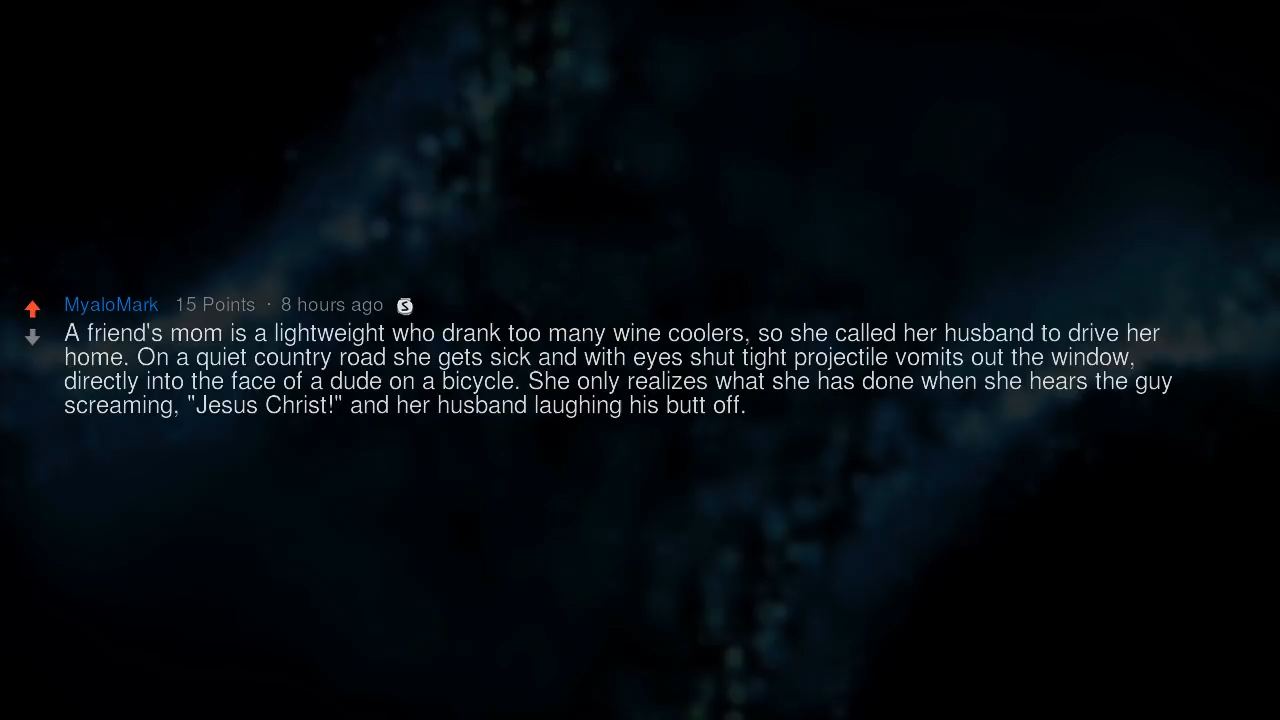 MyaloMark 15 Points · 8 hours ago S
A friend's mom is a lightweight who drank too many wine coolers, so she called her husband to drive her
home. On a quiet country road she gets sick and with eyes shut tight projectile vomits out the window,
directly into the face of a dude on a bicycle. She only realizes what she has done when she hears the guy
screaming, "Jesus Christ!" and her husband laughing his butt off.